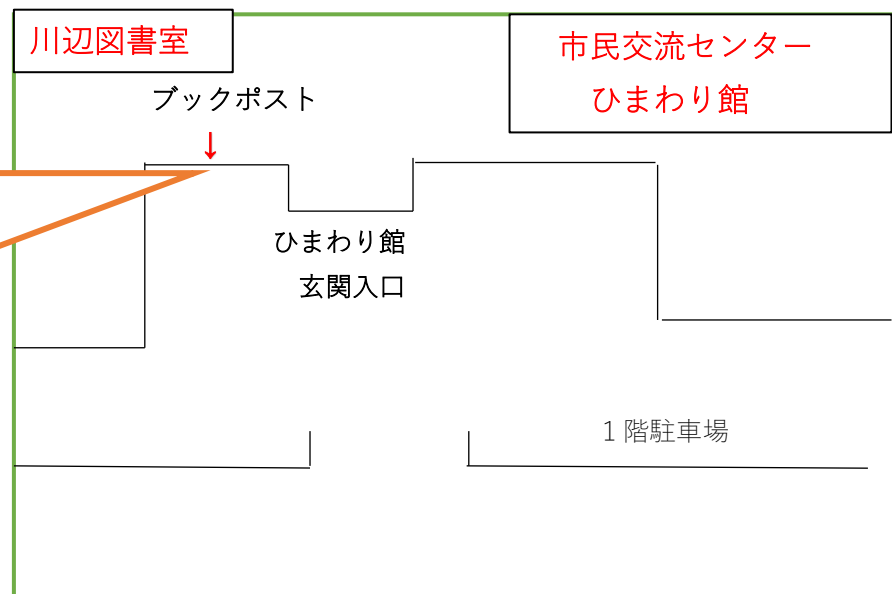 川辺図書室
市民交流センター
ひまわり館
ブックポスト
↓
ひまわり館
玄関入口
１階駐車場